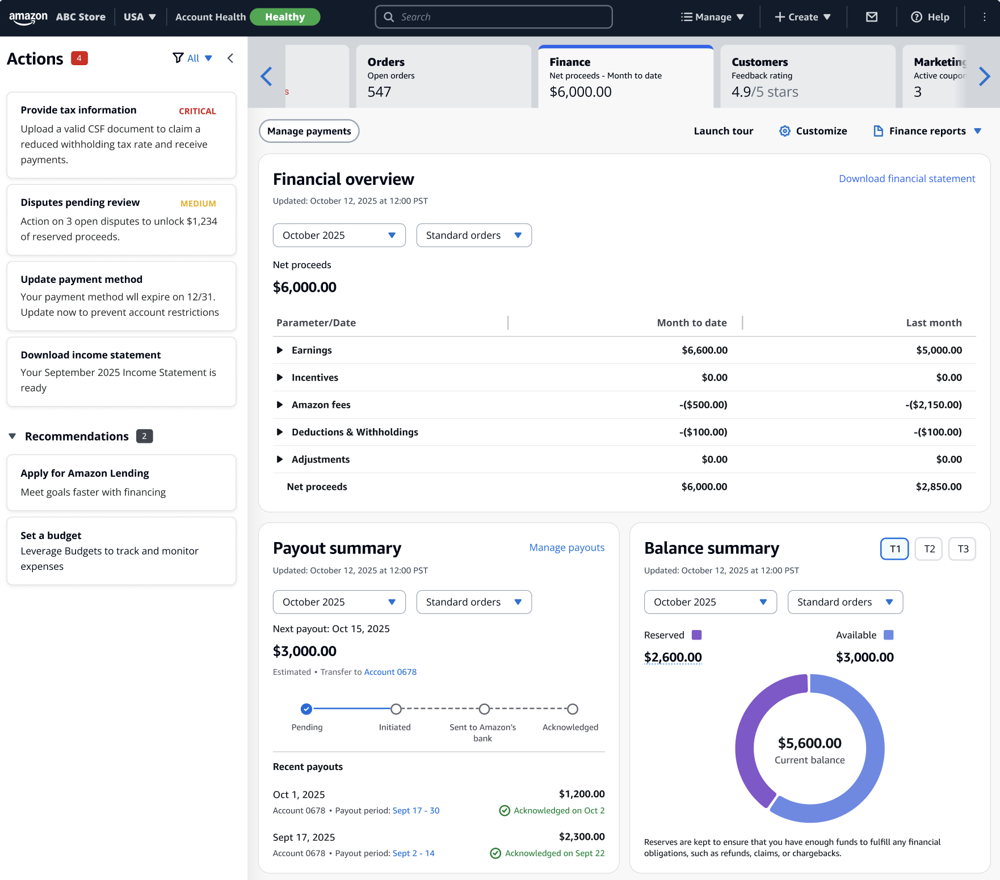 amazon ABC Store USA Account Health Healthy Search Manage Create Help
Actions 4 All
Provide tax information CRITICAL
Upload a valid CSF document to claim a
reduced withholding tax rate and receive
payments.
Disputes pending review MEDIUM
Action on 3 open disputes to unlock $1,234
of reserved proceeds.
Update payment method
Your payment method wll expire on 12/31.
Update now to prevent account restrictions
Download income statement
Your September 2025 Income Statement is
ready
Recommendations 2
Apply for Amazon Lending
Meet goals faster with financing
Set a budget
Leverage Budgets to track and monitor
expenses
s
Orders
Open orders
547
Finance
Net proceeds - Month to date
$6,000.00
Customers
Feedback rating
4.9/5 stars
Marketing
Active coupon
3
Manage payments Launch tour Customize Finance reports
Financial overview Download financial statement
Updated: October 12, 2025 at 12:00 PST
October 2025 Standard orders
Net proceeds
$6,000.00
Parameter/Date Month to date Last month
Earnings $6,600.00 $5,000.00
Incentives $0.00 $0.00
Amazon fees -($500.00) -($2,150.00)
Deductions & Withholdings -($100.00) -($100.00)
Adjustments $0.00 $0.00
Net proceeds $6,000.00 $2,850.00
Payout summary Manage payouts
Updated: October 12, 2025 at 12:00 PST
October 2025 Standard orders
Next payout: Oct 15, 2025
$3,000.00
Estimated • Transfer to Account 0678
Pending Initiated Sent to Amazon's Acknowledged
bank
Recent payouts
Oct 1, 2025 $1,200.00
Account 0678 • Payout period: Sept 17 - 30 Acknowledged on Oct 2
Sept 17, 2025 $2,300.00
Account 0678 • Payout period: Sept 2 - 14 Acknowledged on Sept 22
Balance summary T1 T2 T3
Updated: October 12, 2025 at 12:00 PST
October 2025 Standard orders
Reserved Available
$2,600.00 $3,000.00
$5,600.00
Current balance
Reserves are kept to ensure that you have enough funds to fulfill any financial
obligations, such as refunds, claims, or chargebacks.